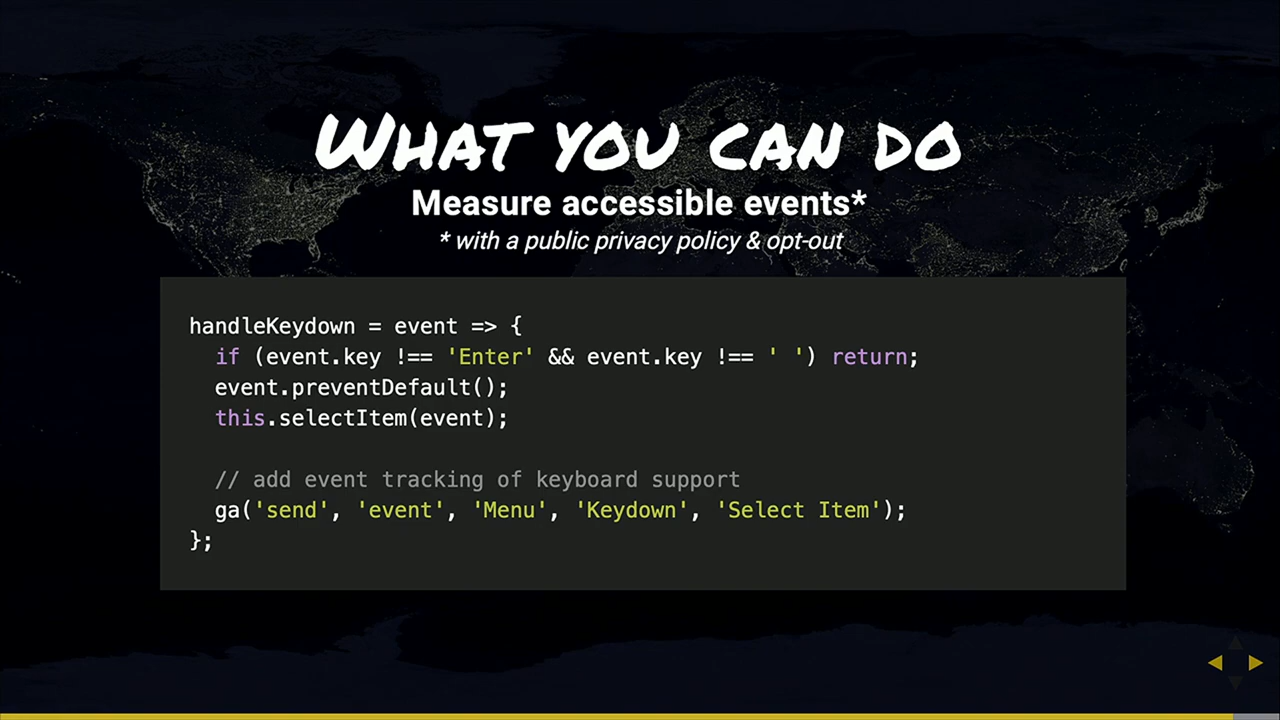 What you can do
Measure accessible events*
* with a public privacy policy & opt-out
handleKeydown = event => {
  if (event.key !== 'Enter' && event.key !== ' ') return;
  event.preventDefault();
  this.selectItem(event);
  // add event tracking of keyboard support
  ga('send', 'event', 'Menu', 'Keydown', 'Select Item');
};